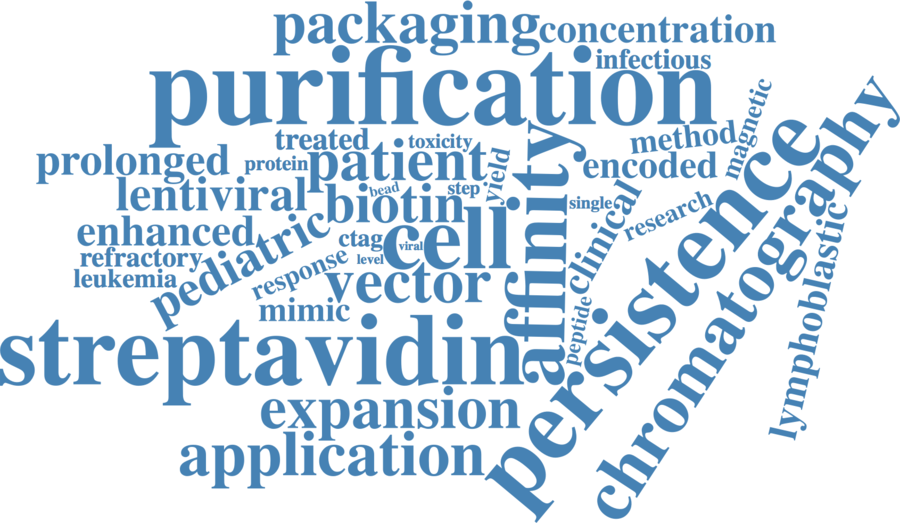 packaging
concentration
infectious
purification
magnetic
treated
toxicity
method
prolonged
protein
patient
yield
encoded
lentiviral
bead
step
biotin
affinity
single
clinical
research
persistence
chromatography
enhanced
pediatric
ctag
viral
cell
refractory
level
leukemia
response
vector
mimic
peptide
lymphoblastic
streptavidin
expansion
application